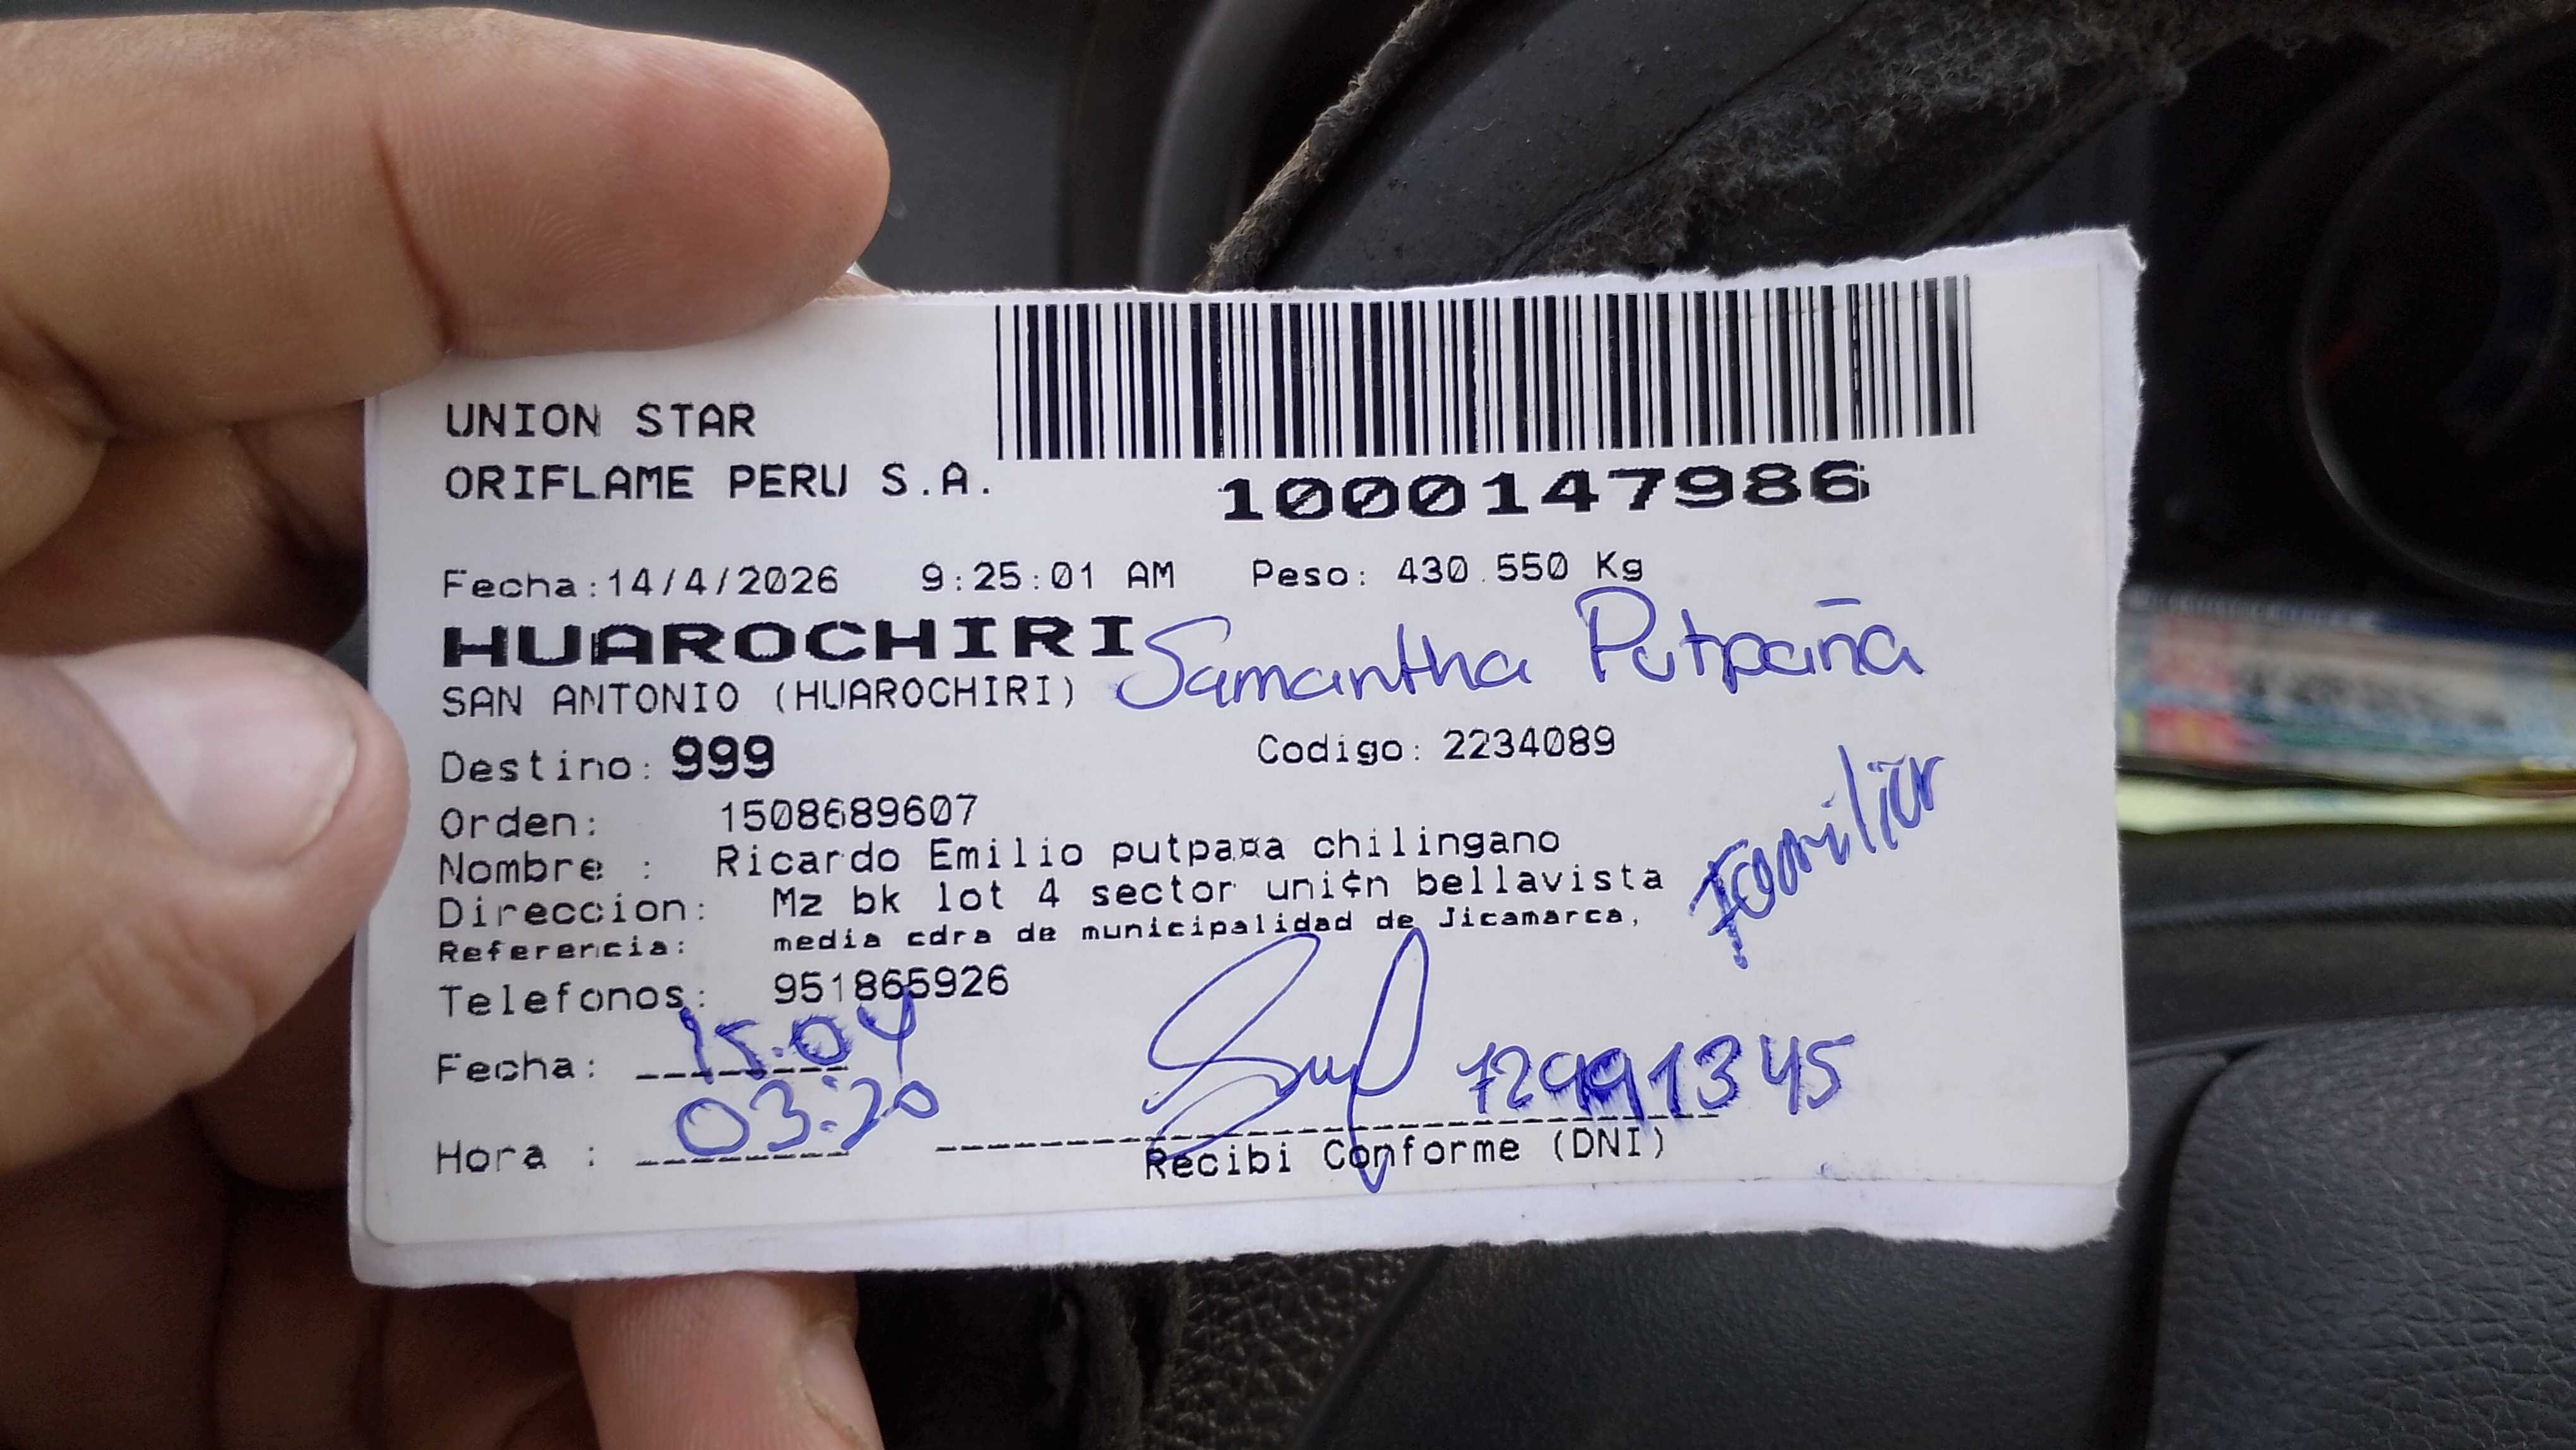 UNION STAR
ORIFLAME PERU S.A.
1000147986
Fecha:14/4/2026 9:25:01 AM Peso: 430.550 Kg
HUAROCHIRI
SAN ANTONIO (HUAROCHIRI) Samantha Putpaña
Destino: 999 Codigo: 2234089
Orden: 1508689607
Nombre : Ricardo Emilio putpa¤a chilingano
Familiar
Direccion: Mz bk lot 4 sector uni¢n bellavista
Referencia: media cdra de municipalidad de Jicamarca,
Telefonos: 951865926
Fecha: 15.04
Hora : 03:20
Recibi Conforme (DNI)